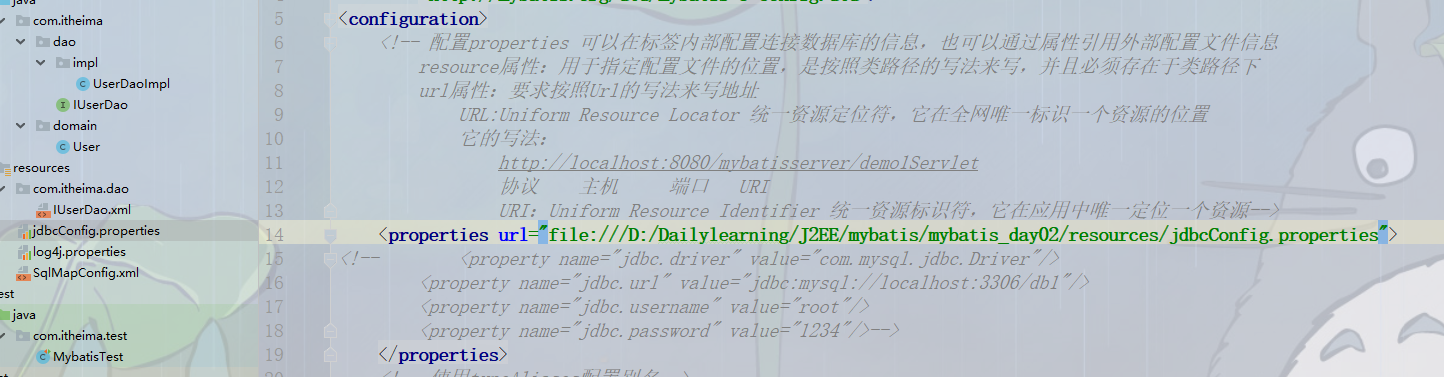 java
com.itheima
dao
impl
UserDaoImpl
IUserDao
domain
User
resources
com.itheima.dao
IUserDao.xml
jdbcConfig.properties
log4j.properties
SqlMapConfig.xml
est
java
com.itheima.test
MybatisTest
5 <configuration>
6 <!-- 配置properties 可以在标签内部配置连接数据库的信息，也可以通过属性引用外部配置文件信息
7 resource属性：用于指定配置文件的位置，是按照类路径的写法来写，并且必须存在于类路径下
8 url属性：要求按照Url的写法来写地址
9 URL:Uniform Resource Locator 统一资源定位符，它在全网唯一标识一个资源的位置
10 它的写法：
11 http://localhost:8080/mybatisserver/demo1Servlet
12 协议 主机 端口 URI
13 URI：Uniform Resource Identifier 统一资源标识符，它在应用中唯一定位一个资源-->
14 <properties url="file:///D:/Dailylearning/J2EE/mybatis/mybatis_day02/resources/jdbcConfig.properties">
15 <!-- <property name="jdbc.driver" value="com.mysql.jdbc.Driver"/>
16 <property name="jdbc.url" value="jdbc:mysql://localhost:3306/db1"/>
17 <property name="jdbc.username" value="root"/>
18 <property name="jdbc.password" value="1234"/>-->
19 </properties>